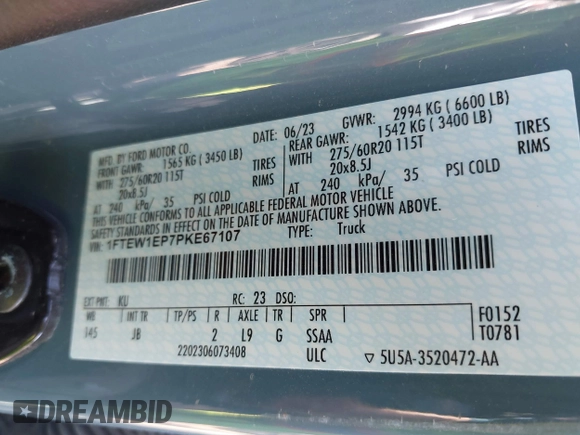 MFD. BY FORD MOTOR CO.
DATE: 06/23 GVWR: 2994 KG ( 6600 LB)
FRONT GAWR: 1565 KG ( 3450 LB)
REAR GAWR: 1542 KG ( 3400 LB)
WITH 275/60R20 115T TIRES
WITH 275/60R20 115T TIRES
20x8.5J RIMS
20x8.5J RIMS
AT 240 kPa/ 35 PSI COLD
AT 240 kPa/ 35 PSI COLD
THIS VEHICLE CONFORMS TO ALL APPLICABLE FEDERAL MOTOR VEHICLE
SAFETY STANDARDS IN EFFECT ON THE DATE OF MANUFACTURE SHOWN ABOVE.
VIN: 1FTEW1EP7PKE67107 TYPE: Truck
EXT PNT: KU RC: 23 DSO:
WB INT TR TP/PS R AXLE TR SPR
145 JB 2 L9 G SSAA
F0152
T0781
2202306073408 ULC
▽ 5U5A-3520472-AA
DREAMBID